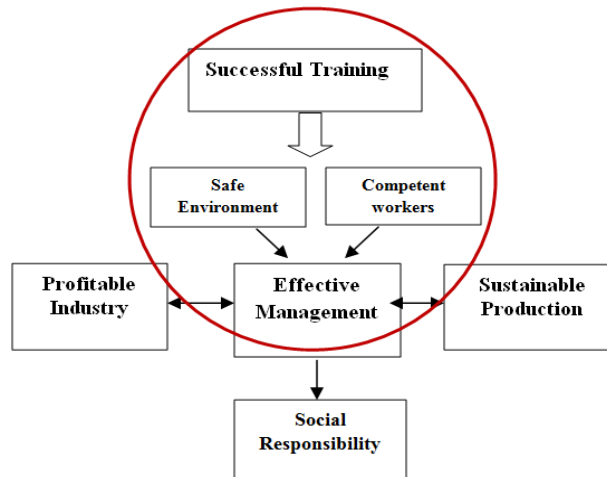 Successful Training
Safe
Environment
Competent
workers
Profitable
Industry
Effective
Management
Sustainable
Production
Social
Responsibility